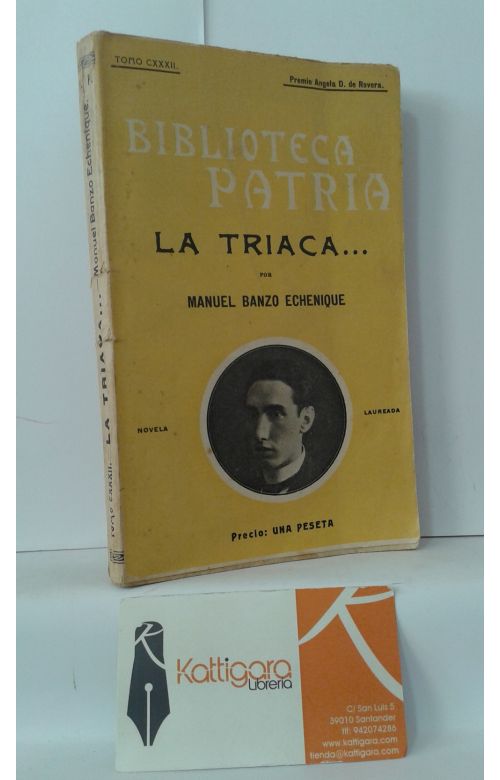 TOMO CXXXII.
Premio Angela D. de Rovera.
BIBLIOTECA
PATRIA
LA TRIACA...
POR
MANUEL BANZO ECHENIQUE
NOVELA
LAUREADA
Precio: UNA PESETA
TOMO CXXXII. LA TRIACA... Manuel Banzo Echenique.
Kattigara
Librería
C/ San Luis 5
39010 Santander
tlf: 942074286
www.kattigara.com
tienda@kattigara.com